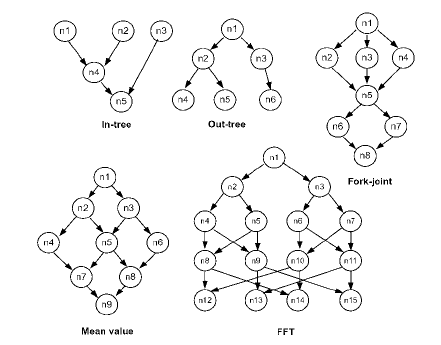 n1 n2 n3
n4
n5
In-tree
n1
n2 n3
n4 n5 n6
Out-tree
n1
n2 n3 n4
n5
n6 n7
n8
Fork-joint
n1
n2 n3
n4 n5 n6
n7 n8
n9
Mean value
n1
n2 n3
n4 n5 n6 n7
n8 n9 n10 n11
n12 n13 n14 n15
FFT